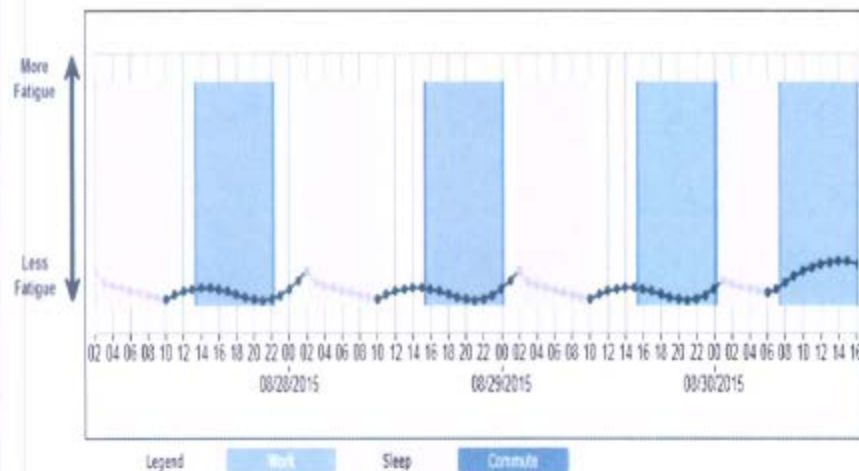 More
Fatigue
Less
Fatigue
02 04 06 08 10 12 14 16 18 20 22 00 02 04 06 08 10 12 14 16 18 20 22 00 02 04 06 08 10 12 14 16 18 20 22 00 02 04 06 08 10 12 14 16
08/28/2015 08/29/2015 08/30/2015
Legend Work Sleep Commute